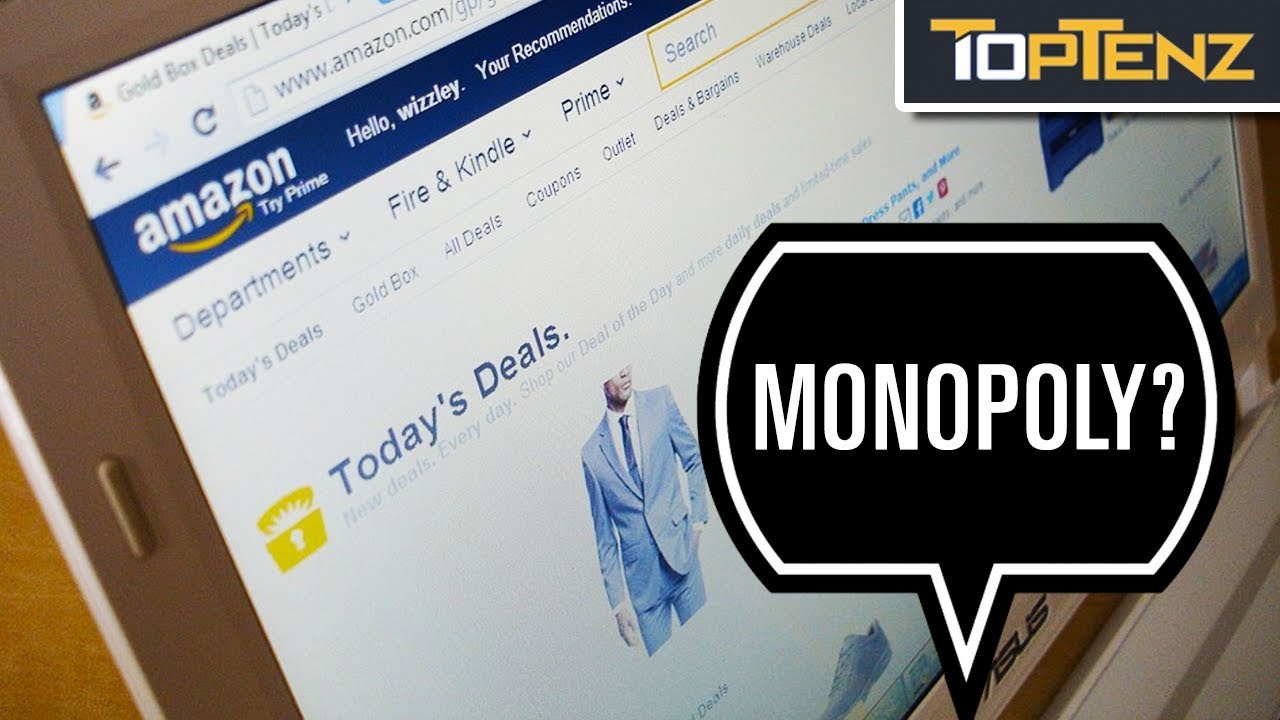 TOPTENZ
Gold Box Deals | Today's
www.amazon.com/gp/g
Hello, wizzley. Your Recommendations.
amazon
Try Prime
Search
Departments Fire & Kindle Prime
Today's Deals Gold Box All Deals Coupons Outlet Deals & Bargains Warehouse Deals
Today's Deals.
New deals. Every day. Shop our Deal of the Day and more daily deals and limited-time sales
Press Pants, and More
MONOPOLY?
Deals
ASUS